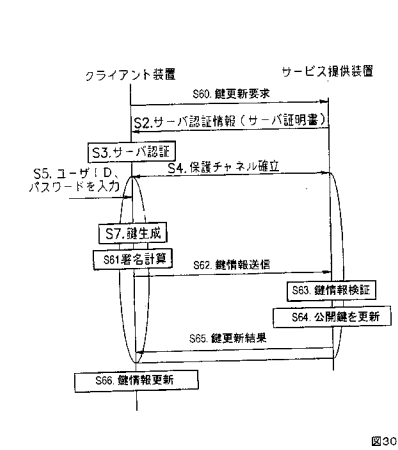 クライアント装置
サービス提供装置
S60. 鍵更新要求
S2.サーバ認証情報(サーバ証明書)
S3.サーバ認証
S4.保護チャネル確立
S5.ユーザID、
パスワードを入力
S7.鍵生成
S61署名計算
S62.鍵情報送信
S63.鍵情報検証
S64.公開鍵を更新
S65.鍵更新結果
S66.鍵情報更新
図30